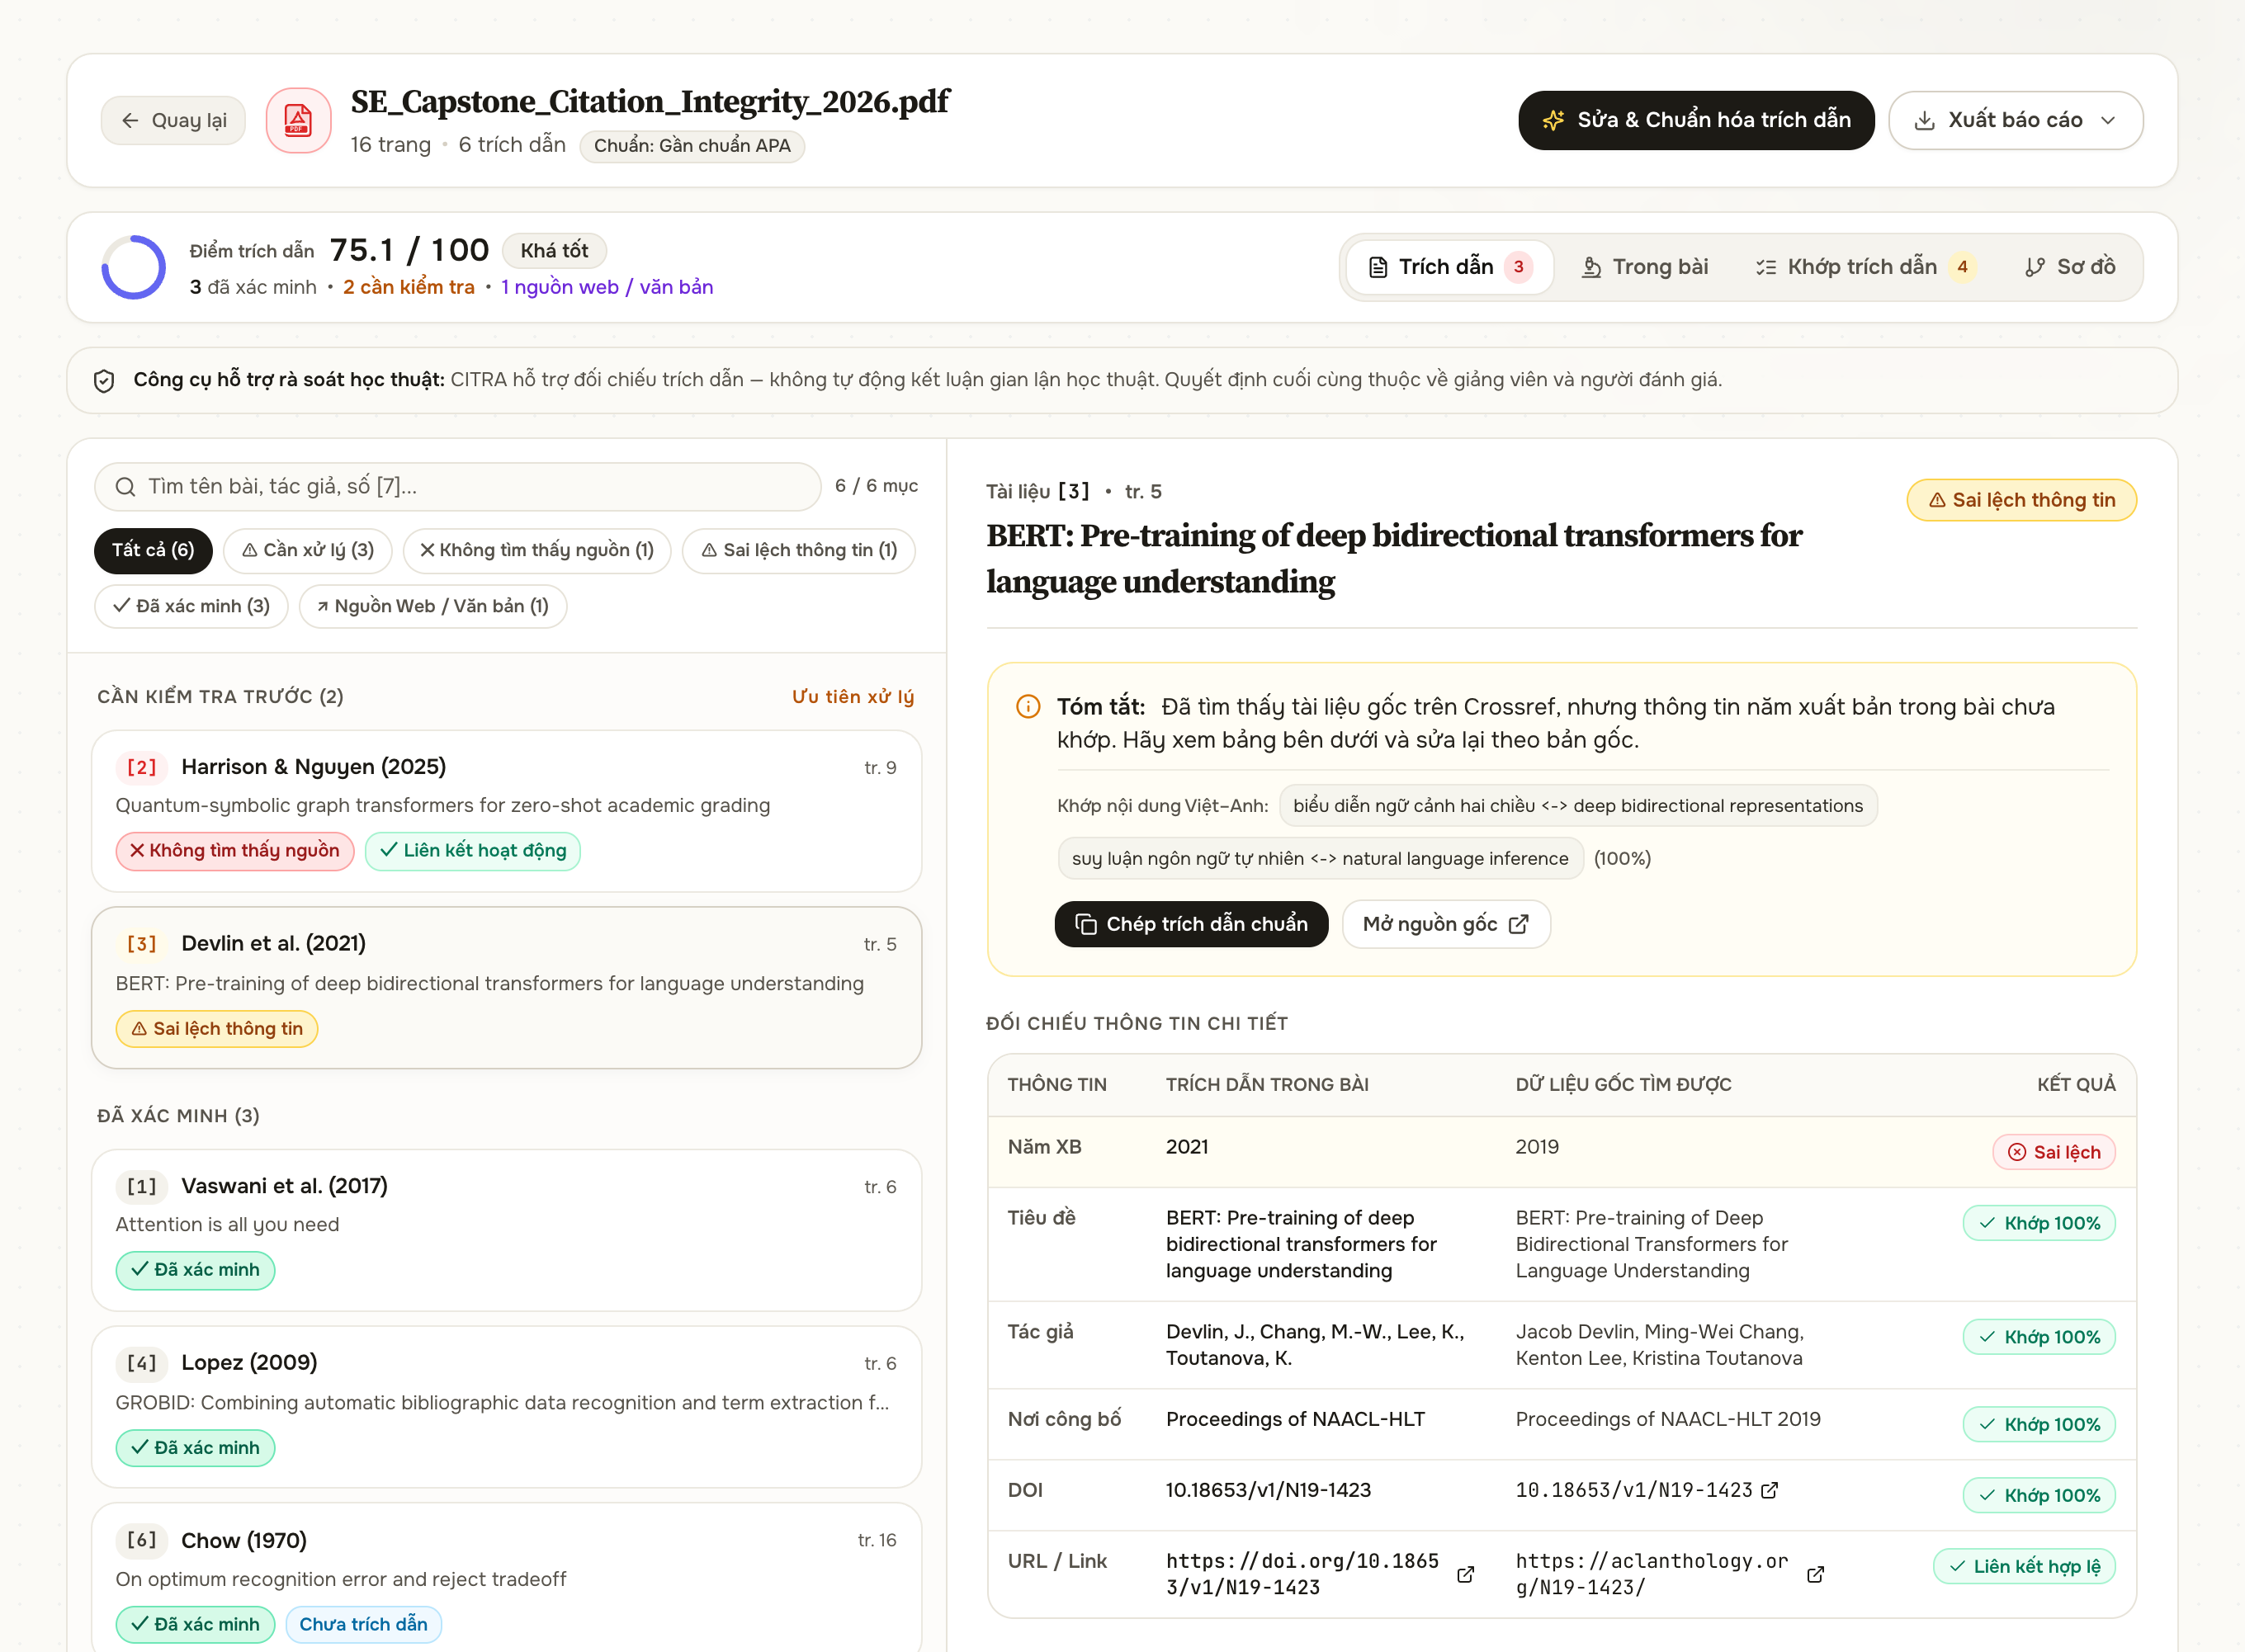 Quay lại
PDF
SE_Capstone_Citation_Integrity_2026.pdf
16 trang • 6 trích dẫn Chuẩn: Gần chuẩn APA
Sửa & Chuẩn hóa trích dẫn
Xuất báo cáo
Điểm trích dẫn 75.1 / 100 Khá tốt
3 đã xác minh • 2 cần kiểm tra • 1 nguồn web / văn bản
Trích dẫn 3
Trong bài
Khớp trích dẫn 4
Sơ đồ
Công cụ hỗ trợ rà soát học thuật: CITRA hỗ trợ đối chiếu trích dẫn — không tự động kết luận gian lận học thuật. Quyết định cuối cùng thuộc về giảng viên và người đánh giá.
Tìm tên bài, tác giả, số [7]...
6 / 6 mục
Tất cả (6)
Cần xử lý (3)
Không tìm thấy nguồn (1)
Sai lệch thông tin (1)
Đã xác minh (3)
Nguồn Web / Văn bản (1)
CẦN KIỂM TRA TRƯỚC (2)
Ưu tiên xử lý
[2] Harrison & Nguyen (2025) tr. 9
Quantum-symbolic graph transformers for zero-shot academic grading
Không tìm thấy nguồn
Liên kết hoạt động
[3] Devlin et al. (2021) tr. 5
BERT: Pre-training of deep bidirectional transformers for language understanding
Sai lệch thông tin
ĐÃ XÁC MINH (3)
[1] Vaswani et al. (2017) tr. 6
Attention is all you need
Đã xác minh
[4] Lopez (2009) tr. 6
GROBID: Combining automatic bibliographic data recognition and term extraction f...
Đã xác minh
[6] Chow (1970) tr. 16
On optimum recognition error and reject tradeoff
Đã xác minh
Chưa trích dẫn
Tài liệu [3] • tr. 5
Sai lệch thông tin
BERT: Pre-training of deep bidirectional transformers for
language understanding
Tóm tắt: Đã tìm thấy tài liệu gốc trên Crossref, nhưng thông tin năm xuất bản trong bài chưa
khớp. Hãy xem bảng bên dưới và sửa lại theo bản gốc.
Khớp nội dung Việt–Anh: biểu diễn ngữ cảnh hai chiều <-> deep bidirectional representations
suy luận ngôn ngữ tự nhiên <-> natural language inference (100%)
Chép trích dẫn chuẩn
Mở nguồn gốc
ĐỐI CHIẾU THÔNG TIN CHI TIẾT
THÔNG TIN TRÍCH DẪN TRONG BÀI DỮ LIỆU GỐC TÌM ĐƯỢC KẾT QUẢ
Năm XB 2021 2019 Sai lệch
Tiêu đề
BERT: Pre-training of deep
bidirectional transformers for
language understanding
BERT: Pre-training of Deep
Bidirectional Transformers for
Language Understanding
Khớp 100%
Tác giả
Devlin, J., Chang, M.-W., Lee, K.,
Toutanova, K.
Jacob Devlin, Ming-Wei Chang,
Kenton Lee, Kristina Toutanova
Khớp 100%
Nơi công bố Proceedings of NAACL-HLT Proceedings of NAACL-HLT 2019 Khớp 100%
DOI 10.18653/v1/N19-1423 10.18653/v1/N19-1423 Khớp 100%
URL / Link
https://doi.org/10.1865
3/v1/N19-1423
https://aclanthology.or
g/N19-1423/
Liên kết hợp lệ